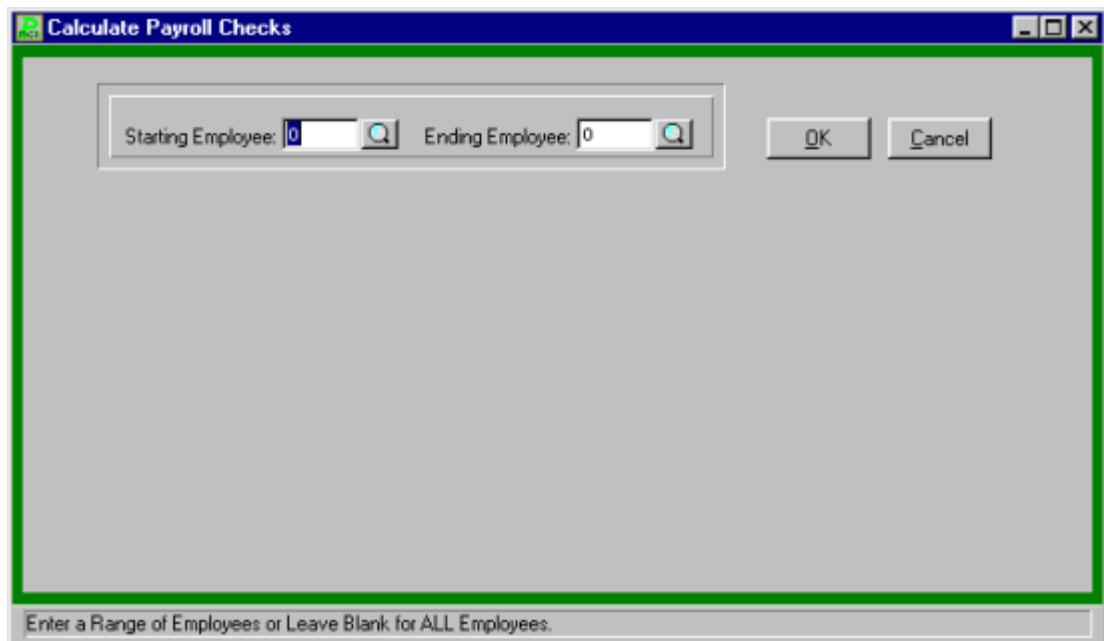 Calculate Payroll Checks
Starting Employee: 0 Ending Employee: 0 OK Cancel
Enter a Range of Employees or Leave Blank for ALL Employees.